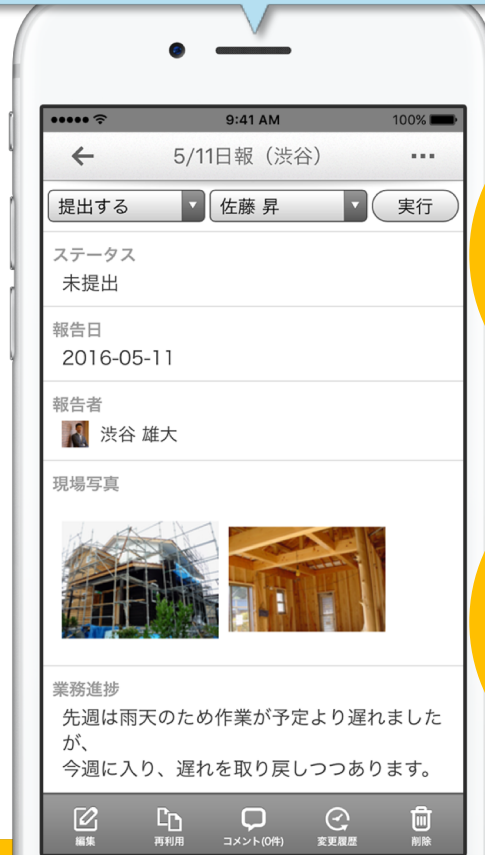 9:41 AM
100%
5/11日報（渋谷）
提出する
佐藤 昇
実行
ステータス
未提出
報告日
2016-05-11
報告者
渋谷 雄大
現場写真
業務進捗
先週は雨天のため作業が予定より遅れました
が、
今週に入り、遅れを取り戻しつつあります。
編集
再利用
コメント(0件)
変更履歴
削除